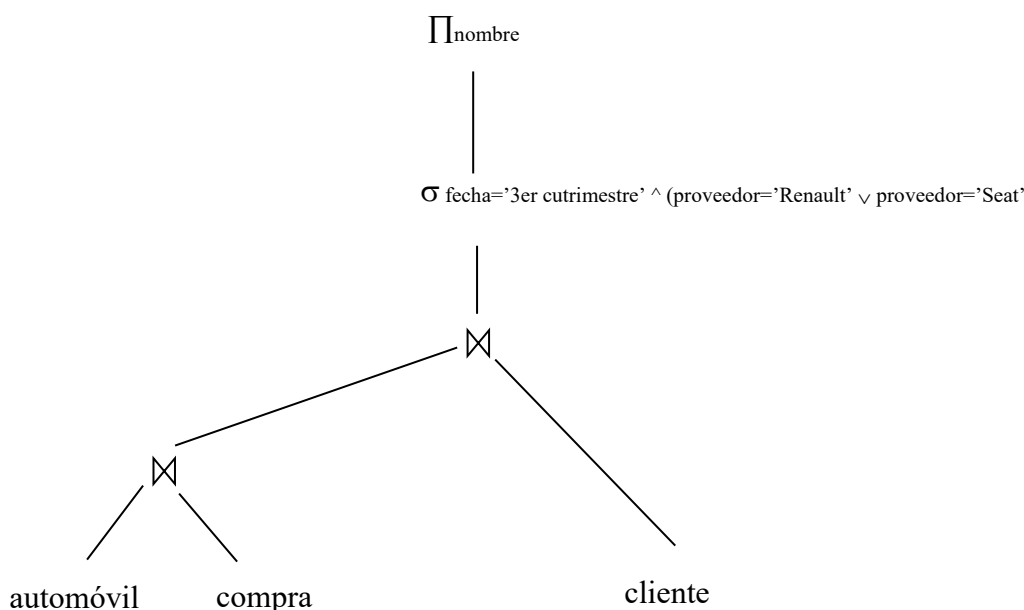 ∏nombre
σ fecha=’3er cutrimestre’ ^ (proveedor=’Renault’ ∨ proveedor=’Seat’
⋈
⋈
automóvil compra cliente